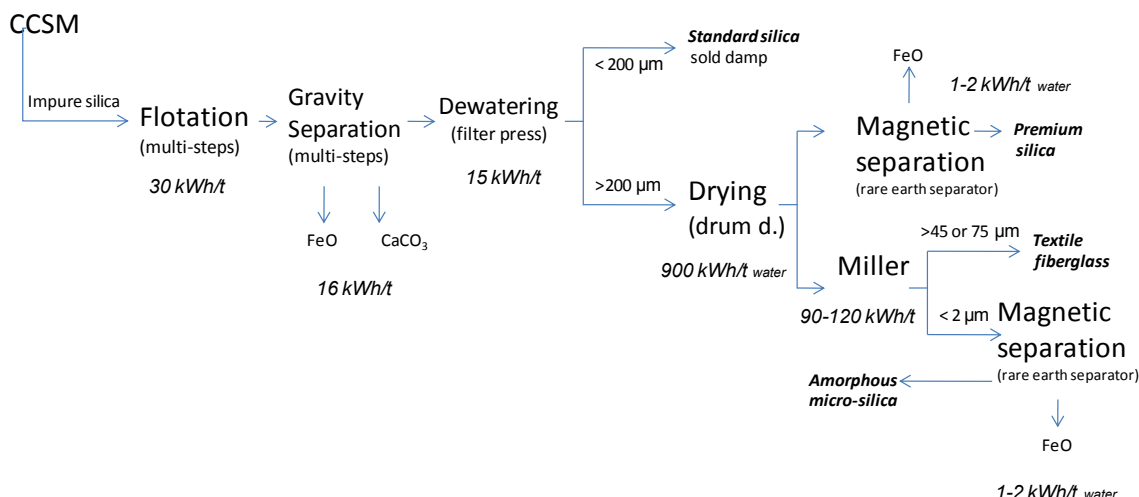 CCSM
Impure silica
Flotation
(multi-steps)
30 kWh/t
Gravity
Separation
(multi-steps)
FeO
CaCO₃
16 kWh/t
Dewatering
(filter press)
15 kWh/t
< 200 µm
Standard silica
sold damp
>200 µm
Drying
(drum d.)
900 kWh/t water
FeO
1-2 kWh/t water
Magnetic
separation
(rare earth separator)
Premium
silica
Miller
90-120 kWh/t
>45 or 75 µm
Textile
fiberglass
< 2 µm
Magnetic
separation
(rare earth separator)
Amorphous
micro-silica
FeO
1-2 kWh/t water